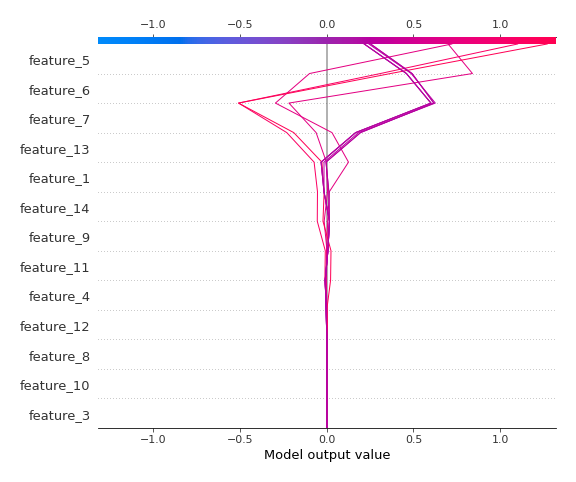 −1.0 −0.5 0.0 0.5 1.0
feature_5
feature_6
feature_7
feature_13
feature_1
feature_14
feature_9
feature_11
feature_4
feature_12
feature_8
feature_10
feature_3
−1.0 −0.5 0.0 0.5 1.0
Model output value